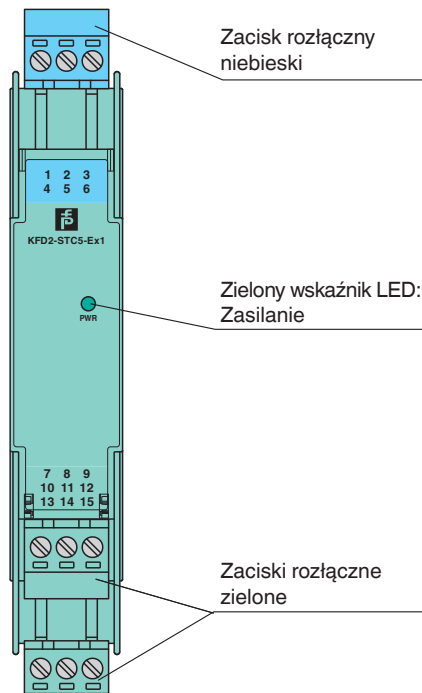 Zacisk rozłączny
niebieski
1 2 3
4 5 6
KFD2-STC5-Ex1
Zielony wskaźnik LED:
Zasilanie
PWR
7 8 9
10 11 12
13 14 15
Zaciski rozłączne
zielone